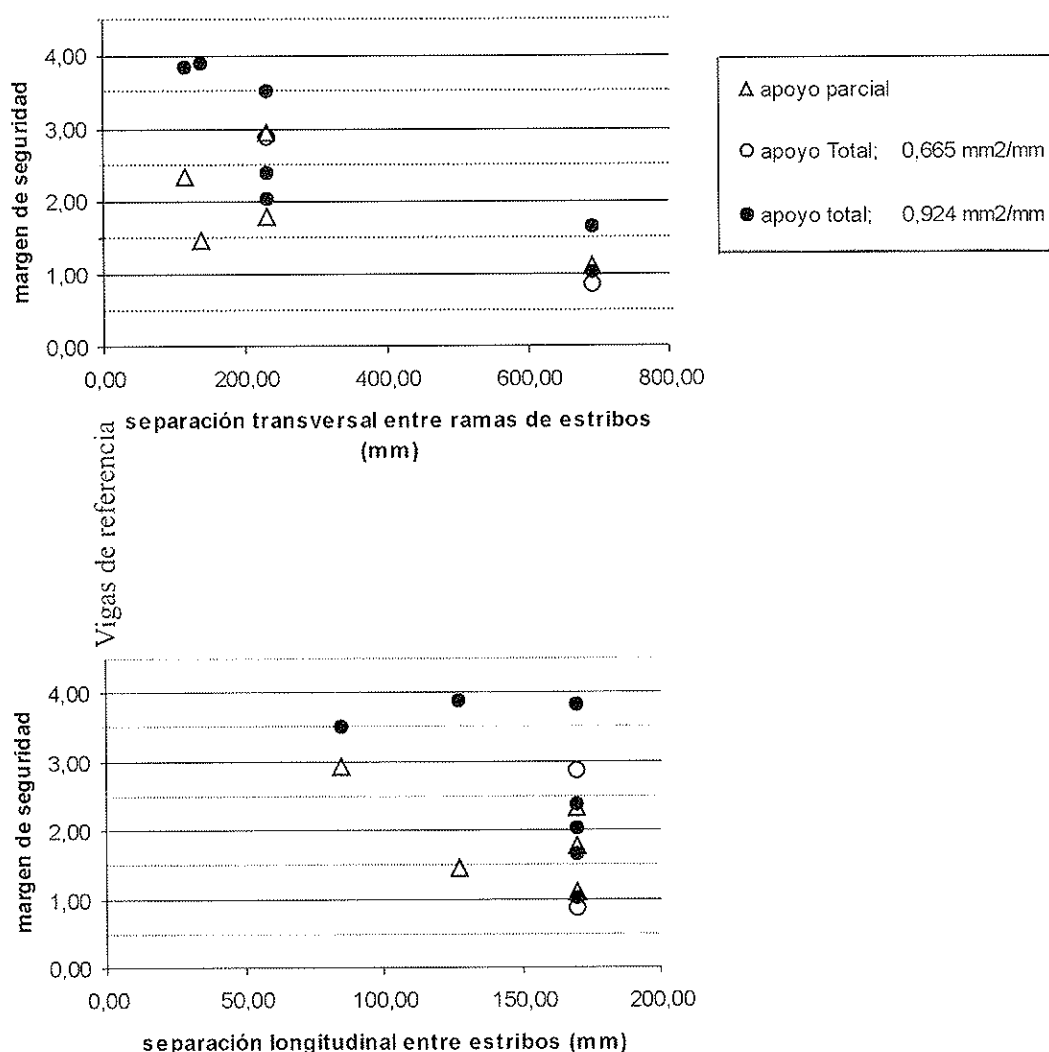 4,00
3,00
2,00
1,00
0,00
margen de seguridad
0,00 200,00 400,00 600,00 800,00
separación transversal entre ramas de estribos
(mm)
apoyo parcial
apoyo Total; 0,665 mm2/mm
apoyo total; 0,924 mm2/mm
Vigas de referencia
4,00
3,00
2,00
1,00
0,00
margen de seguridad
0,00 50,00 100,00 150,00 200,00
separación longitudinal entre estribos (mm)